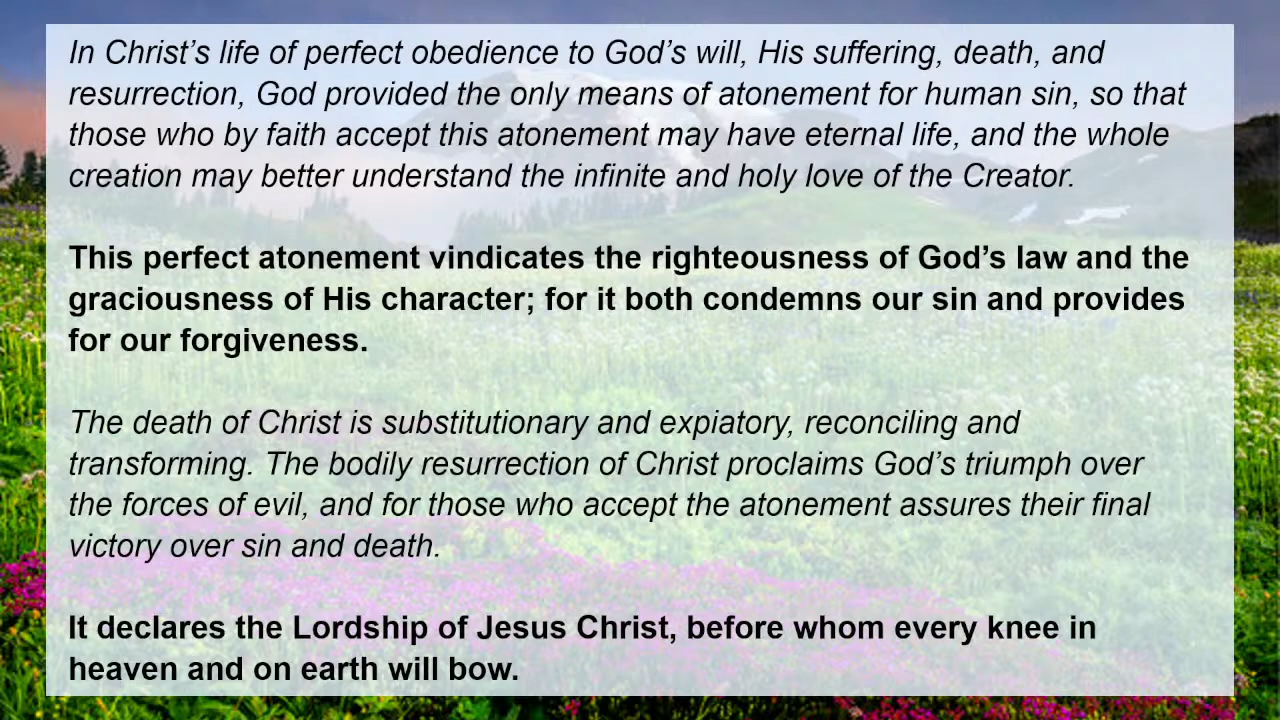 In Christ’s life of perfect obedience to God’s will, His suffering, death, and
resurrection, God provided the only means of atonement for human sin, so that
those who by faith accept this atonement may have eternal life, and the whole
creation may better understand the infinite and holy love of the Creator.
This perfect atonement vindicates the righteousness of God’s law and the
graciousness of His character; for it both condemns our sin and provides
for our forgiveness.
The death of Christ is substitutionary and expiatory, reconciling and
transforming. The bodily resurrection of Christ proclaims God’s triumph over
the forces of evil, and for those who accept the atonement assures their final
victory over sin and death.
It declares the Lordship of Jesus Christ, before whom every knee in
heaven and on earth will bow.